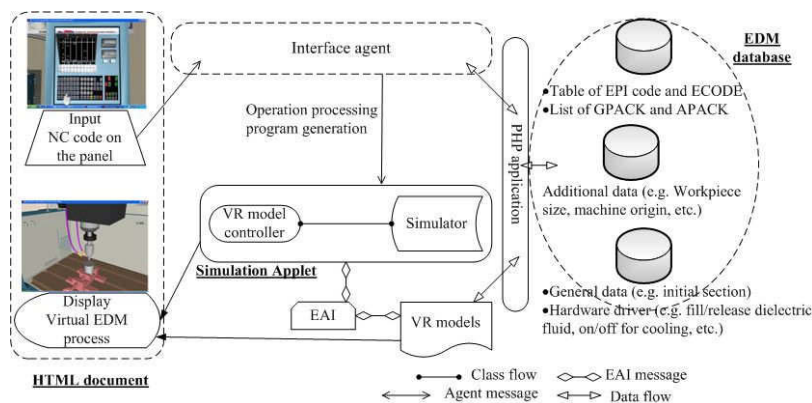 Input
NC code on
the panel
Display
Virtual EDM
process
HTML document
Interface agent
Operation processing
program generation
VR model
controller
Simulator
Simulation Applet
EAI
VR models
PHP application
EDM
database
●Table of EPI code and ECODE
●List of GPACK and APACK
Additional data (e.g. Workpiece
size, machine origin, etc.)
●General data (e.g. initial section)
●Hardware driver (e.g. fill/release dielectric
fluid, on/off for cooling, etc.)
Class flow
EAI message
Agent message
Data flow